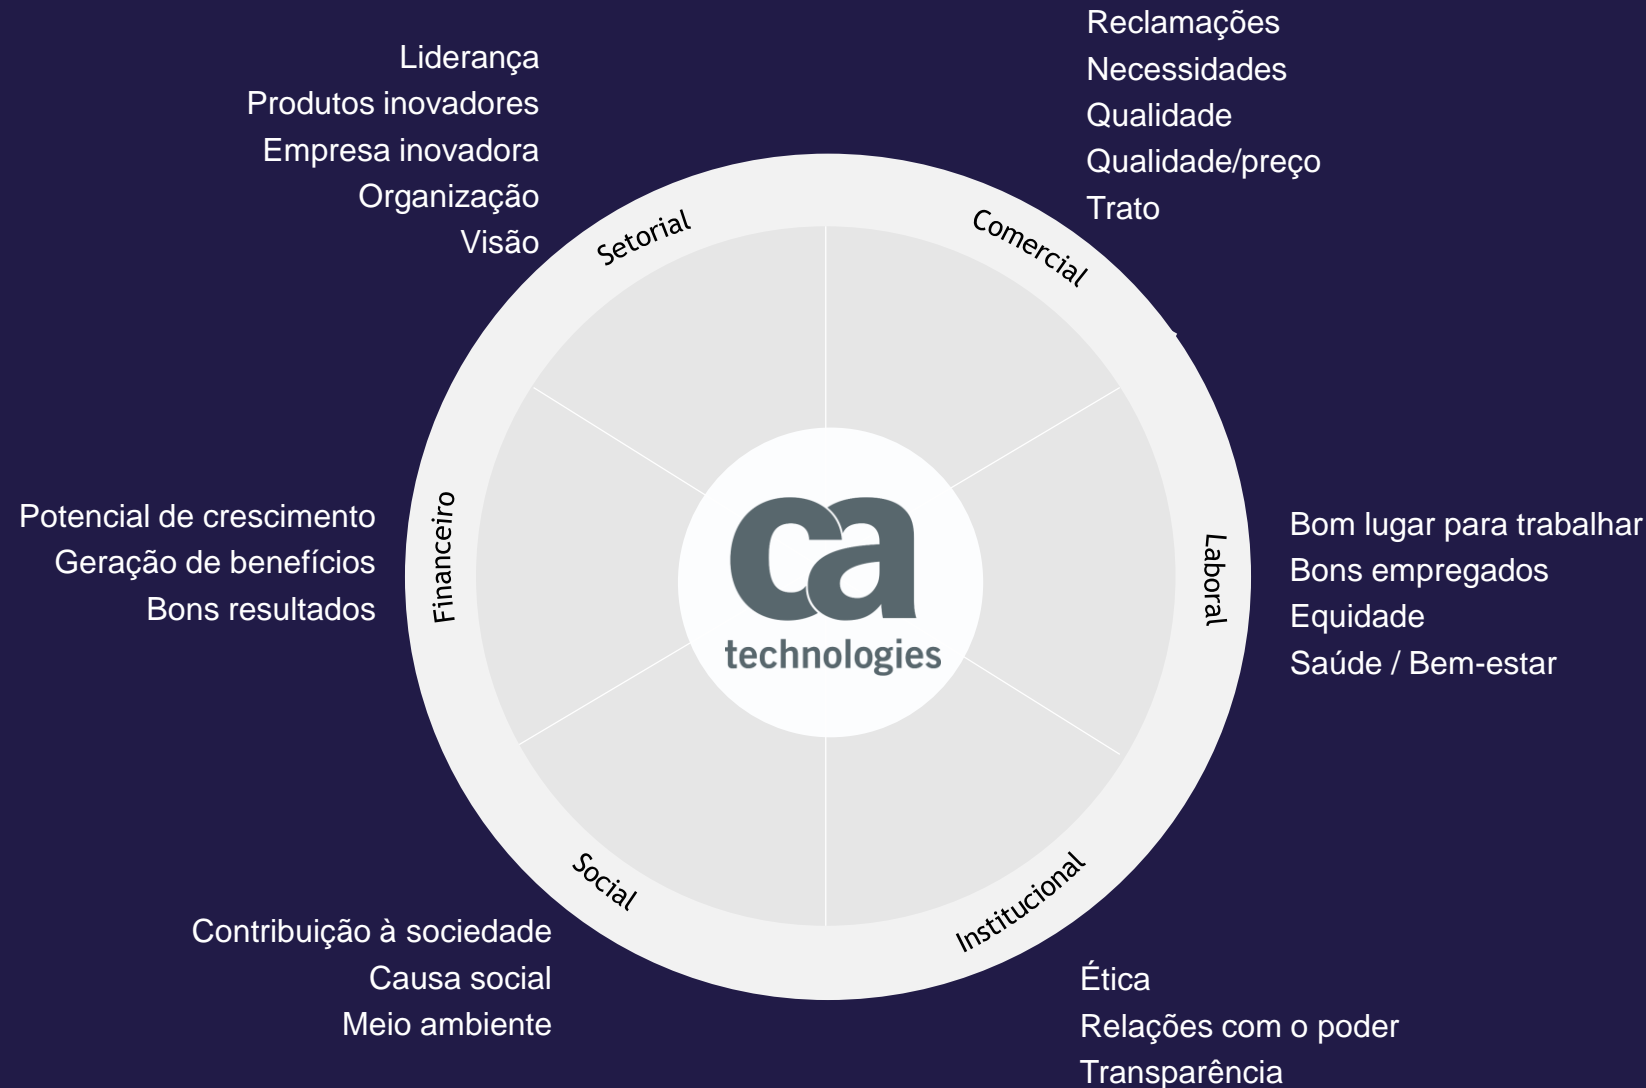 Reclamações
Necessidades
Qualidade
Qualidade/preço
Trato
Liderança
Produtos inovadores
Empresa inovadora
Organização
Visão
Setorial
Comercial
Potencial de crescimento
Geração de benefícios
Bons resultados
Financeiro
ca
technologies
Laboral
Bom lugar para trabalhar
Bons empregados
Equidade
Saúde / Bem-estar
Social
Institucional
Contribuição à sociedade
Causa social
Meio ambiente
Ética
Relações com o poder
Transparência